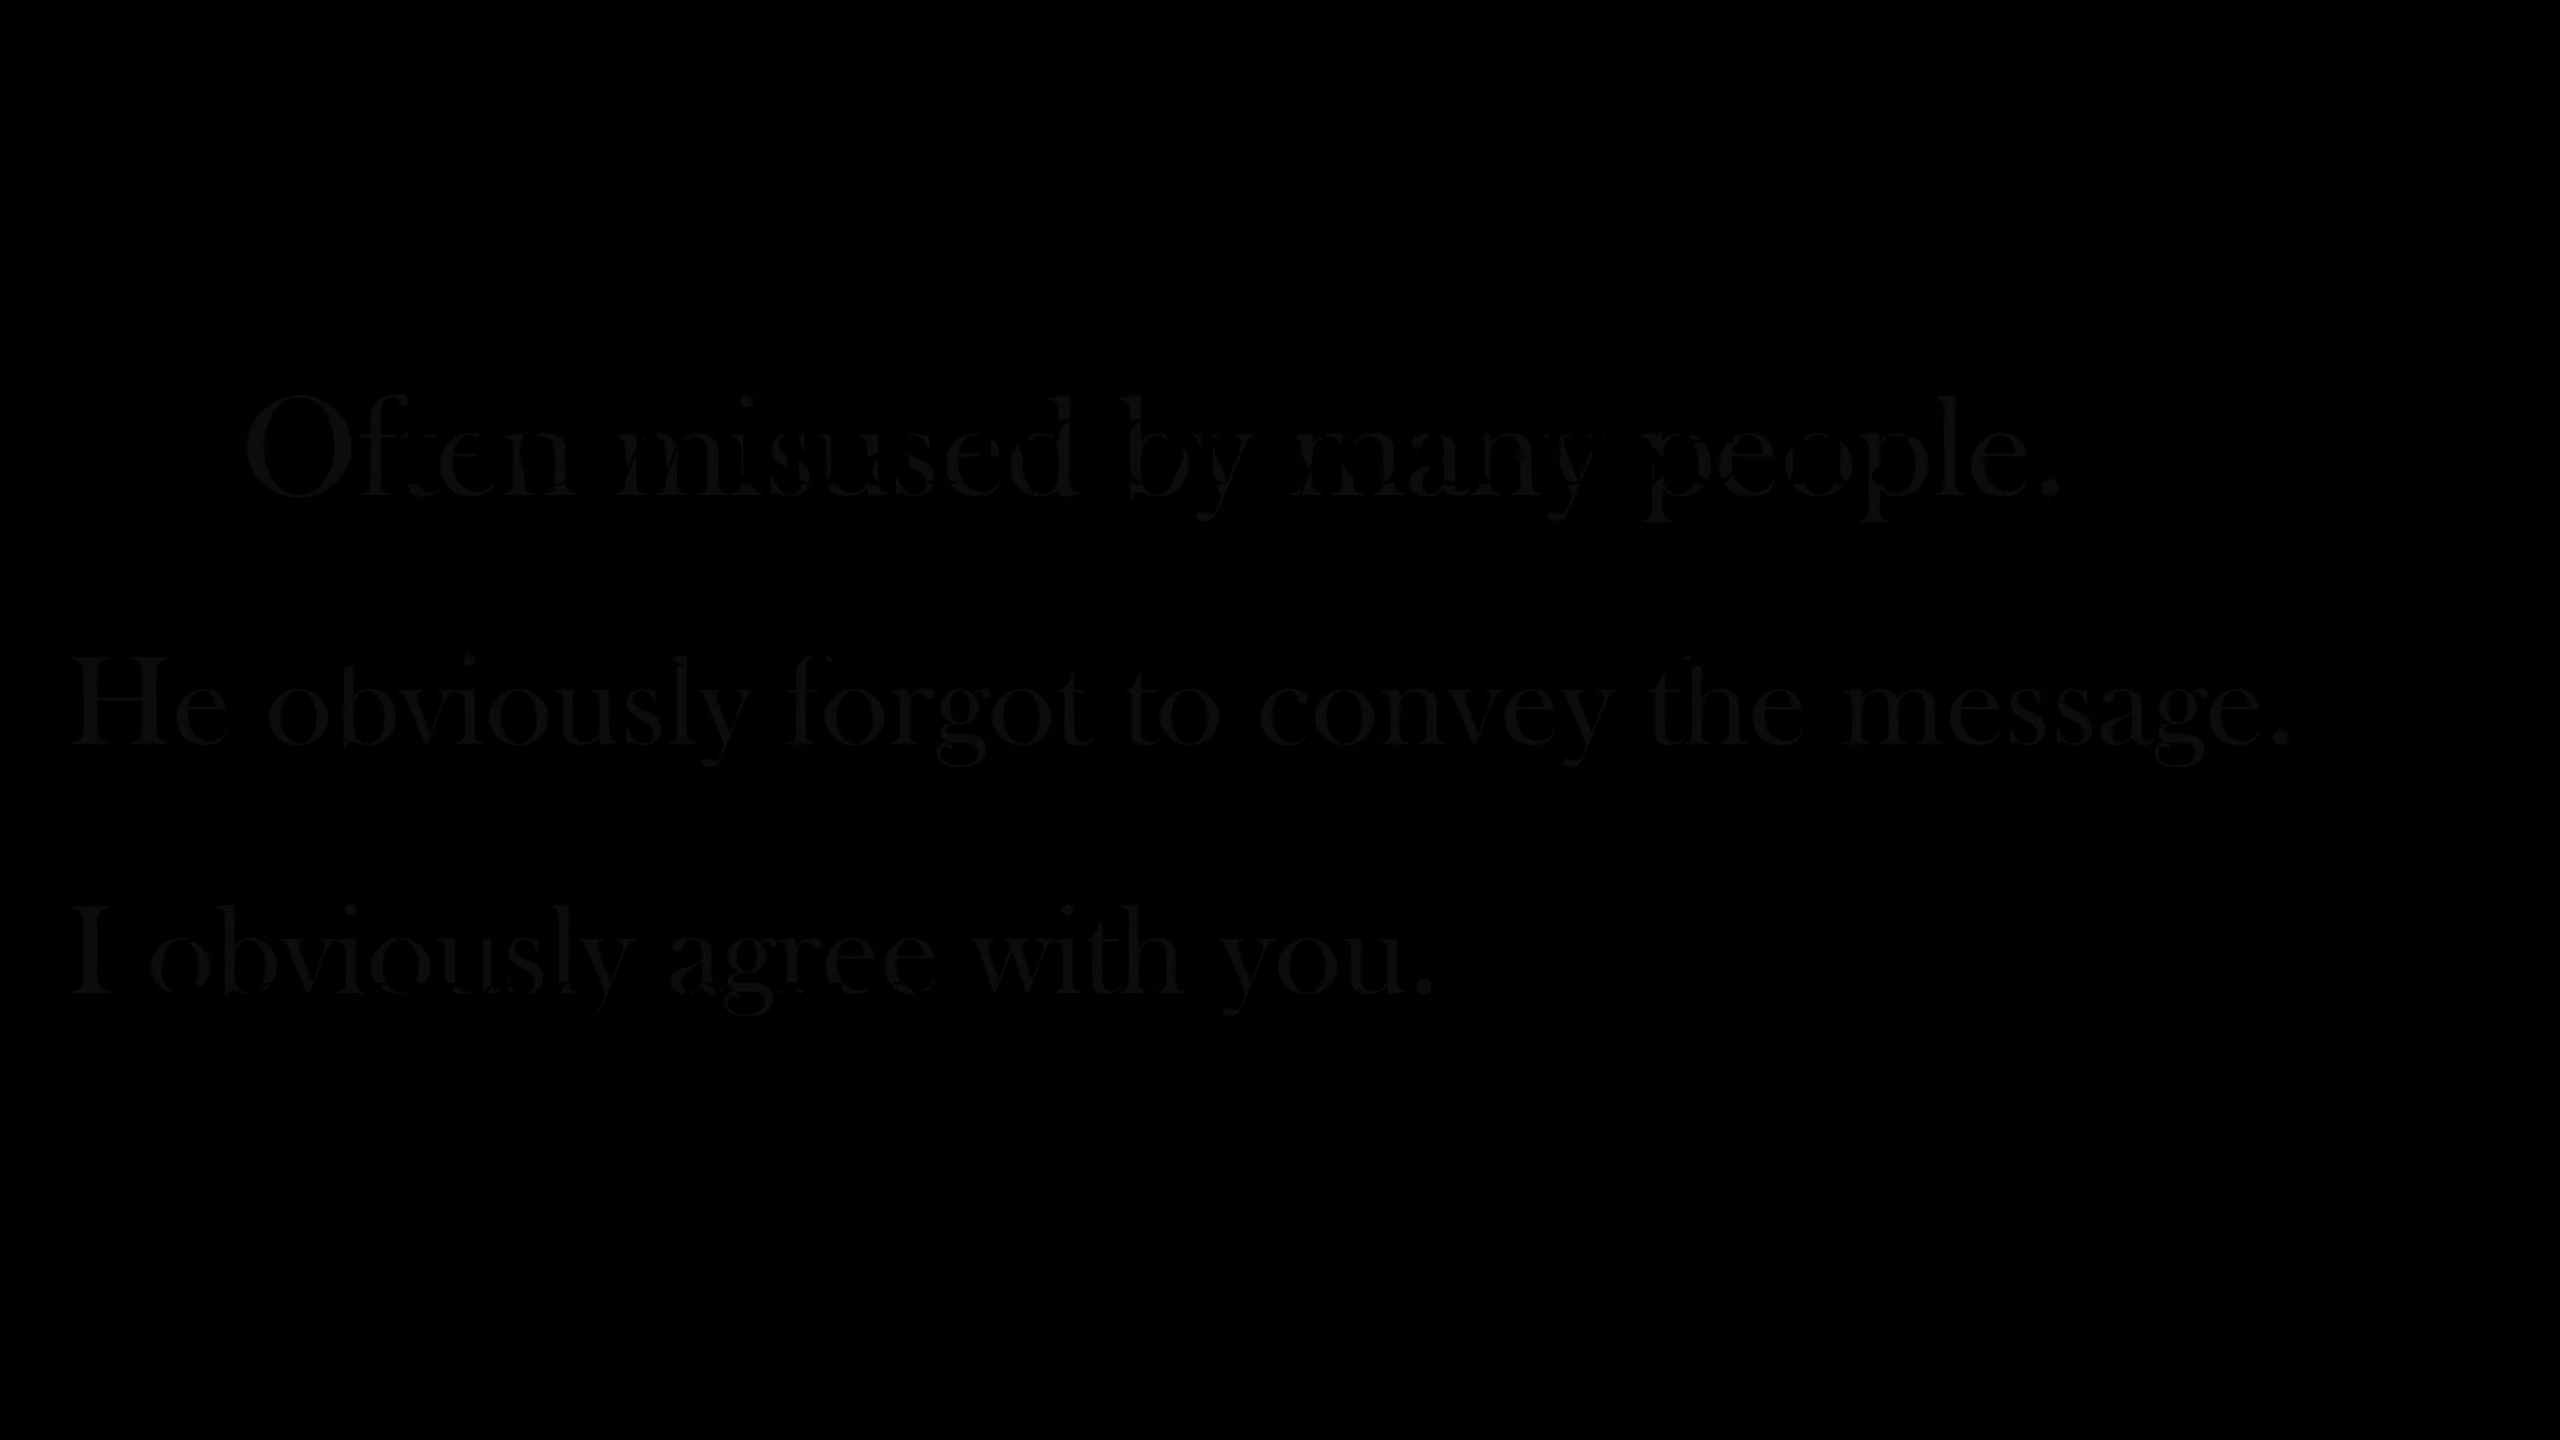 Often misused by many people.
He obviously forgot to convey the message.
I obviously agree with you.